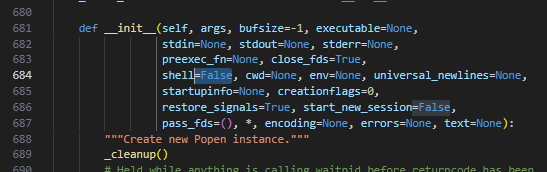 680
681 def __init__(self, args, bufsize=-1, executable=None,
682 stdin=None, stdout=None, stderr=None,
683 preexec_fn=None, close_fds=True,
684 shell=False, cwd=None, env=None, universal_newlines=None,
685 startupinfo=None, creationflags=0,
686 restore_signals=True, start_new_session=False,
687 pass_fds=(), *, encoding=None, errors=None, text=None):
688 """Create new Popen instance."""
689 _cleanup()
690 # Held while anything is calling waitpid before returncode has been